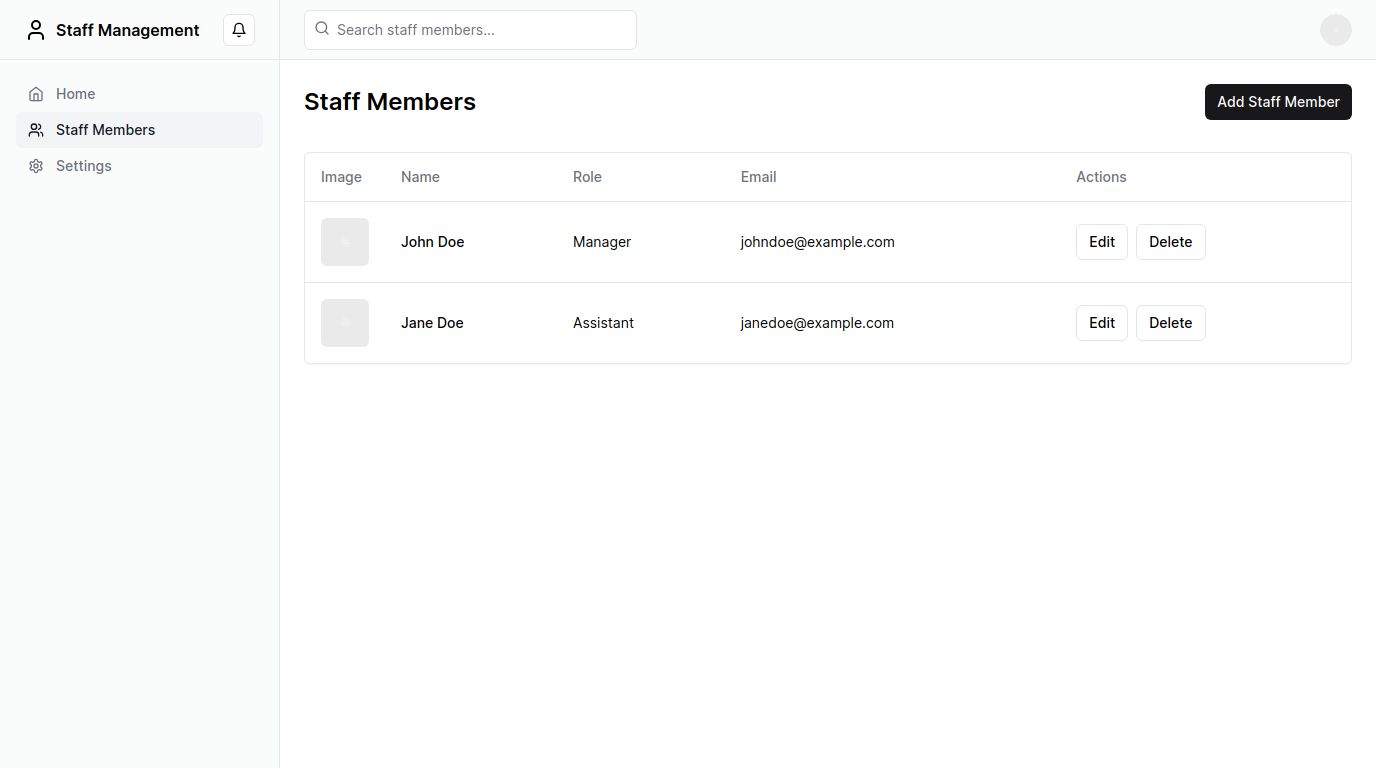 Staff Management
Search staff members...
Home
Staff Members
Settings
Staff Members
Add Staff Member
Image Name Role Email Actions
John Doe Manager johndoe@example.com Edit Delete
Jane Doe Assistant janedoe@example.com Edit Delete